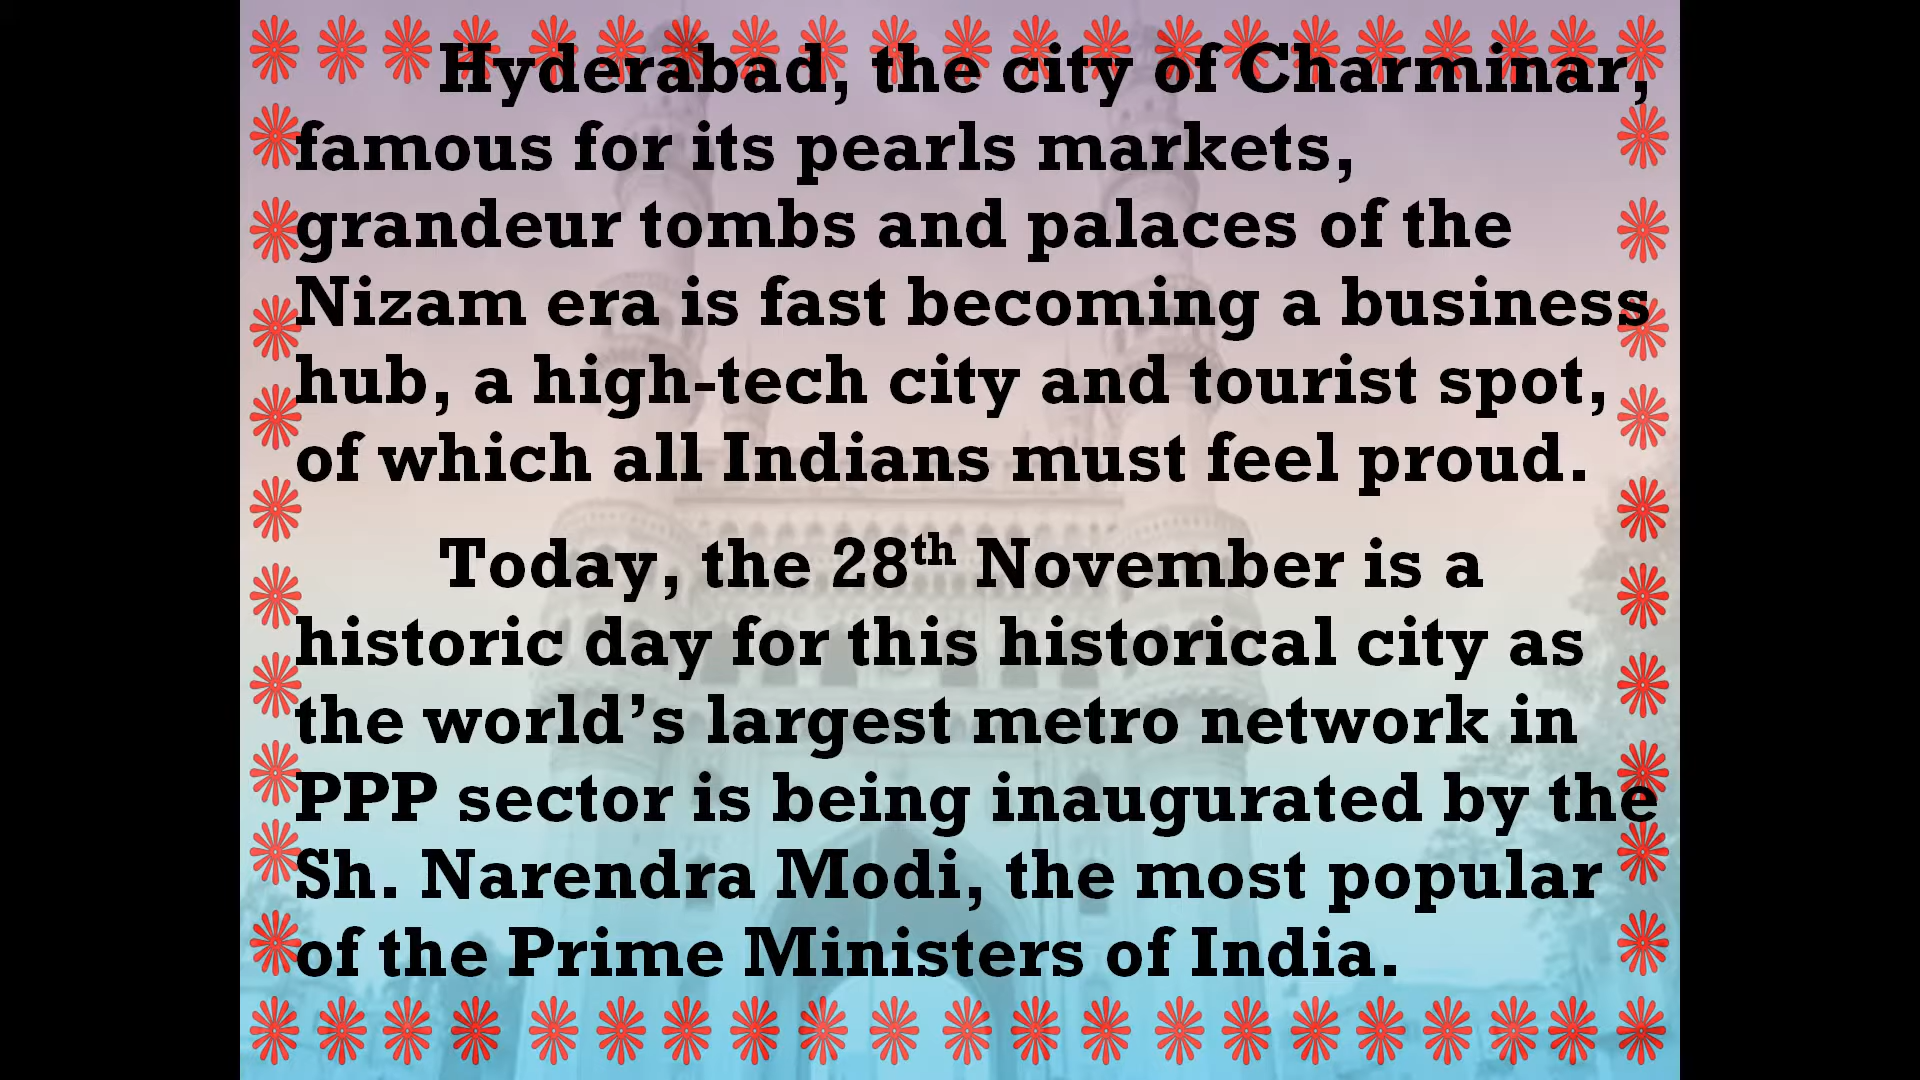 Hyderabad, the city of Charminar,
famous for its pearls markets,
grandeur tombs and palaces of the
Nizam era is fast becoming a business
hub, a high-tech city and tourist spot,
of which all Indians must feel proud.
Today, the 28th November is a
historic day for this historical city as
the world’s largest metro network in
PPP sector is being inaugurated by the
Sh. Narendra Modi, the most popular
of the Prime Ministers of India.